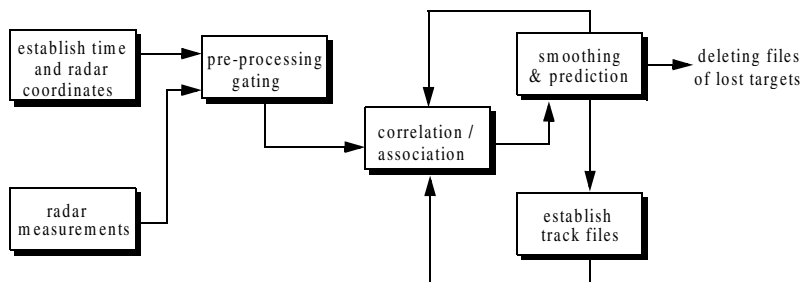 establish time
and radar
coordinates
pre-processing
gating
smoothing
& prediction
deleting files
of lost targets
correlation /
association
radar
measurements
establish
track files